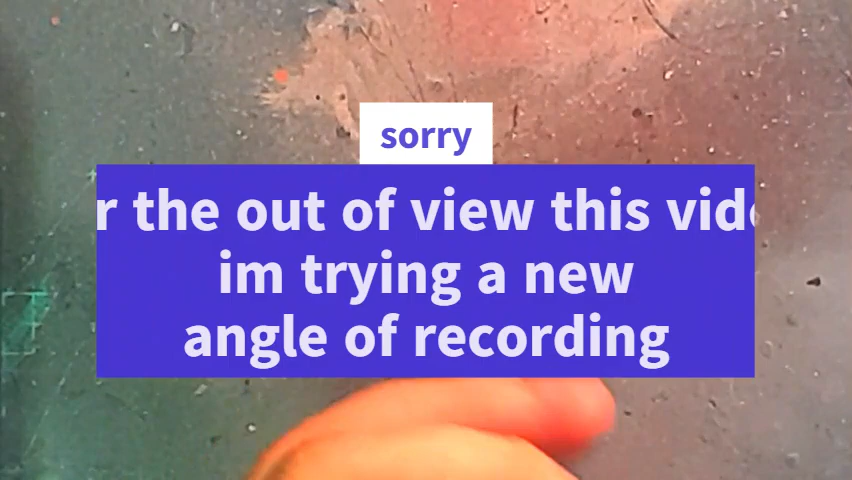 sorry
r the out of view this vid
im trying a new
angle of recording